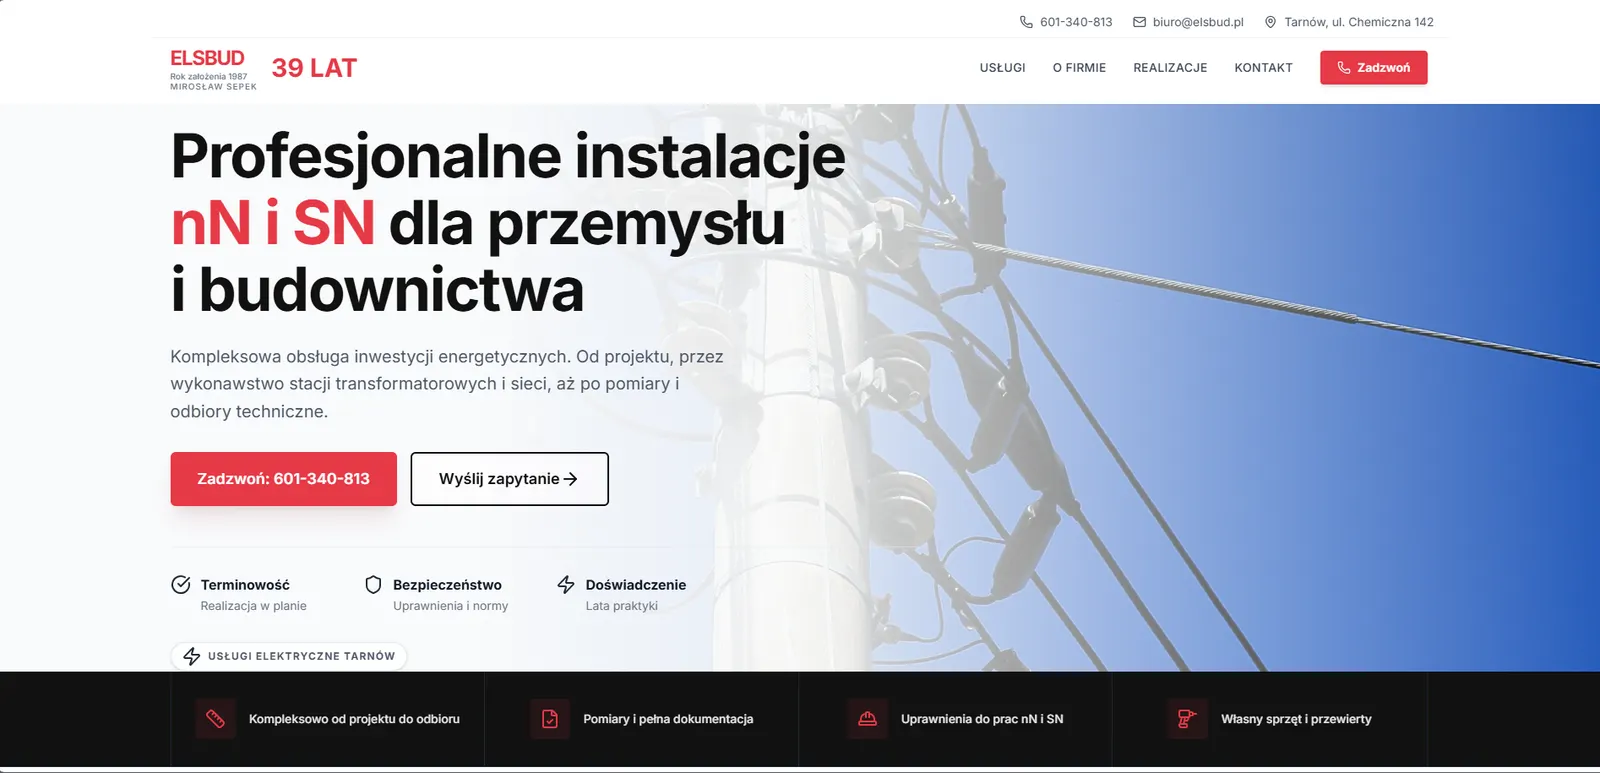 601-340-813
biuro@elsbud.pl
Tarnów, ul. Chemiczna 142
ELSBUD
Rok założenia 1987
MIROSŁAW SEPEK
39 LAT
USŁUGI
O FIRMIE
REALIZACJE
KONTAKT
Zadzwoń
Profesjonalne instalacje
nN i SN dla przemysłu
i budownictwa
Kompleksowa obsługa inwestycji energetycznych. Od projektu, przez
wykonawstwo stacji transformatorowych i sieci, aż po pomiary i
odbiory techniczne.
Zadzwoń: 601-340-813
Wyślij zapytanie
Terminowość
Realizacja w planie
Bezpieczeństwo
Uprawnienia i normy
Doświadczenie
Lata praktyki
USŁUGI ELEKTRYCZNE TARNÓW
Kompleksowo od projektu do odbioru
Pomiary i pełna dokumentacja
Uprawnienia do prac nN i SN
Własny sprzęt i przewierty